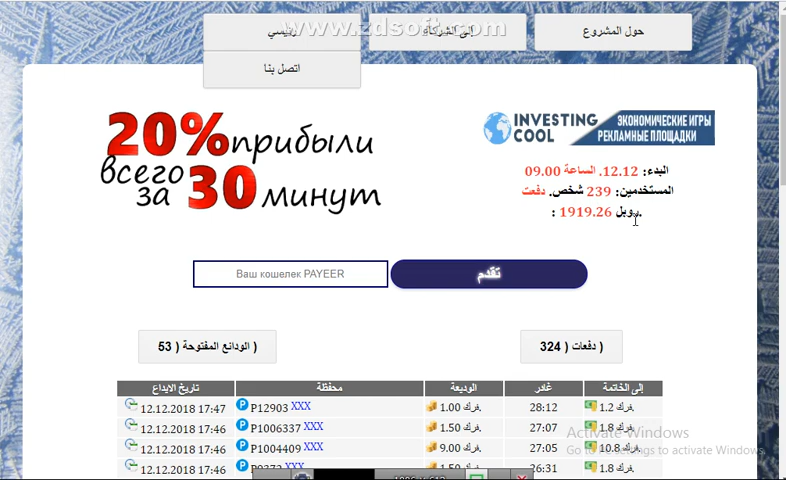 www.zdsoft.com
حول المشروع
إلى الشركاء
رئيسي
اتصل بنا
20% прибыли
всего
за 30 минут
INVESTING
COOL
ЭКОНОМИЧЕСКИЕ ИГРЫ
РЕКЛАМНЫЕ ПЛОЩАДКИ
البدء: 12.12. الساعة 09.00
المستخدمين: 239 شخص. دفعت
: 1919.26 روبل.
Ваш кошелек PAYEER
تقدم
دفعات ( 324 )
الودائع المفتوحة ( 53 )
تاريخ الايداع محفظة الوديعة غادر إلى الخاتمة
12.12.2018 17:47 P12903 XXX 1.00 فرك. 28:12 1.2 فرك.
12.12.2018 17:46 P1006337 XXX 1.50 فرك. 27:07 1.8 فرك.
12.12.2018 17:46 P1004409 XXX 9.00 فرك. 27:05 10.8 فرك.
12.12.2018 17:46 XXX 1.50 فرك. 26:31 1.8 فرك.
Activate Windows
Go to PC settings to activate Windows.